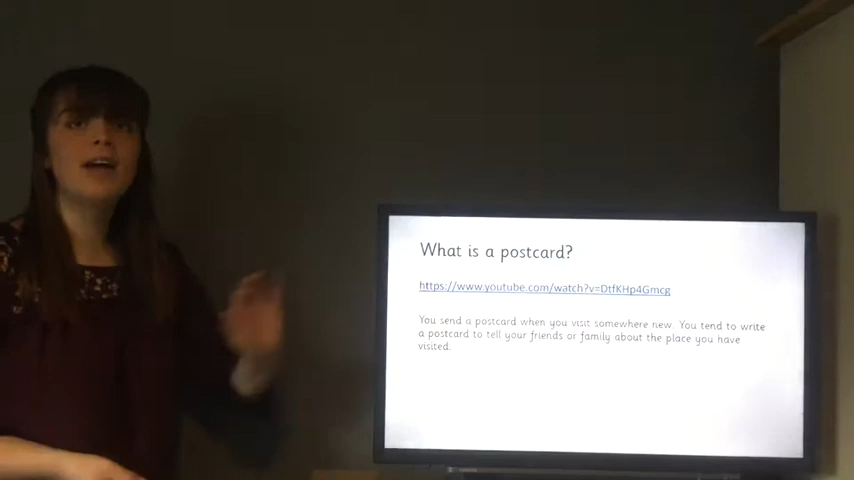 What is a postcard?
https://www.youtube.com/watch?v=DtfKHp4Gmcg
You send a postcard when you visit somewhere new. You tend to write
a postcard to tell your friends or family about the place you have
visited.